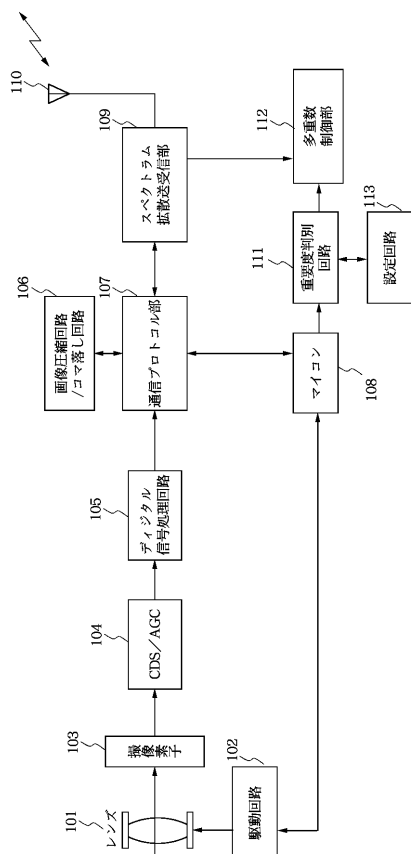 101
レンズ
102
駆動回路
103
撮像
素子
104
CDS/AGC
105
ディジタル
信号処理回路
106
画像圧縮回路
/コマ落し回路
107
通信プロトコル部
108
マイコン
109
スペクトラム
拡散送受信部
110
111
重要度判別
回路
112
多重数
制御部
113
設定回路